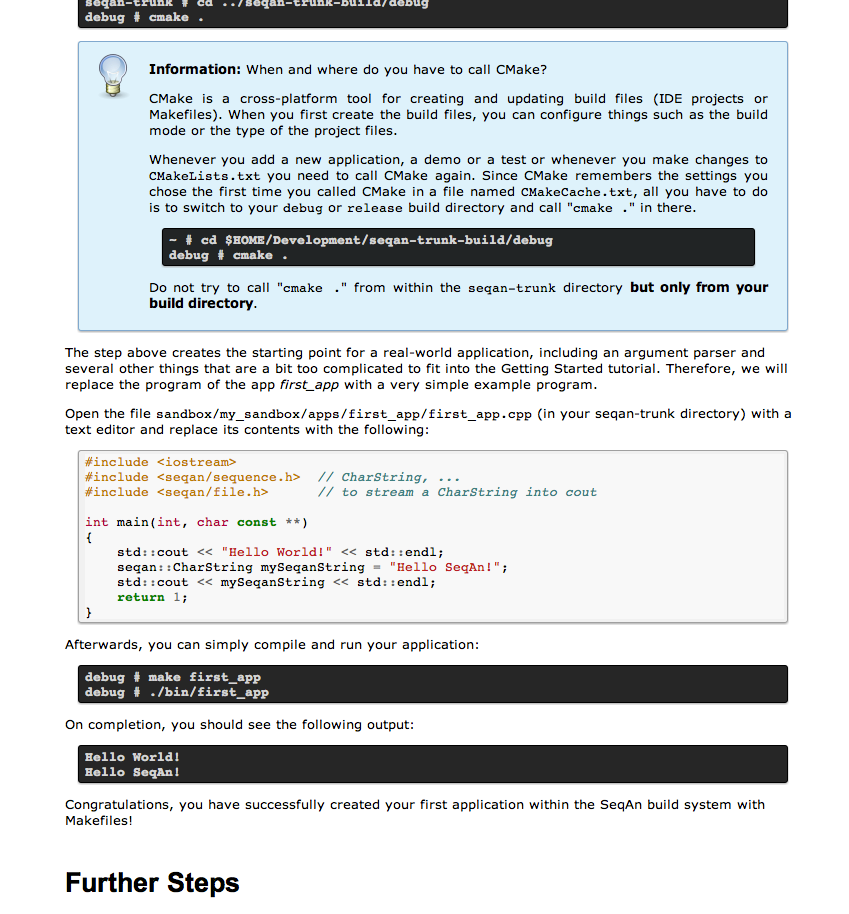 seqan-trunk # cd ../seqan-trunk-build/debug
debug # cmake .
Information: When and where do you have to call CMake?
CMake is a cross-platform tool for creating and updating build files (IDE projects or
Makefiles). When you first create the build files, you can configure things such as the build
mode or the type of the project files.
Whenever you add a new application, a demo or a test or whenever you make changes to
CMakeLists.txt you need to call CMake again. Since CMake remembers the settings you
chose the first time you called CMake in a file named CMakeCache.txt, all you have to do
is to switch to your debug or release build directory and call "cmake ." in there.
~ # cd $HOME/Development/seqan-trunk-build/debug
debug # cmake .
Do not try to call "cmake ." from within the seqan-trunk directory but only from your
build directory.
The step above creates the starting point for a real-world application, including an argument parser and
several other things that are a bit too complicated to fit into the Getting Started tutorial. Therefore, we will
replace the program of the app first_app with a very simple example program.
Open the file sandbox/my_sandbox/apps/first_app/first_app.cpp (in your seqan-trunk directory) with a
text editor and replace its contents with the following:
#include <iostream>
#include <seqan/sequence.h>  // CharString, ...
#include <seqan/file.h>      // to stream a CharString into cout
int main(int, char const **)
{
    std::cout << "Hello World!" << std::endl;
    seqan::CharString mySeqanString = "Hello SeqAn!";
    std::cout << mySeqanString << std::endl;
    return 1;
}
Afterwards, you can simply compile and run your application:
debug # make first_app
debug # ./bin/first_app
On completion, you should see the following output:
Hello World!
Hello SeqAn!
Congratulations, you have successfully created your first application within the SeqAn build system with
Makefiles!
Further Steps